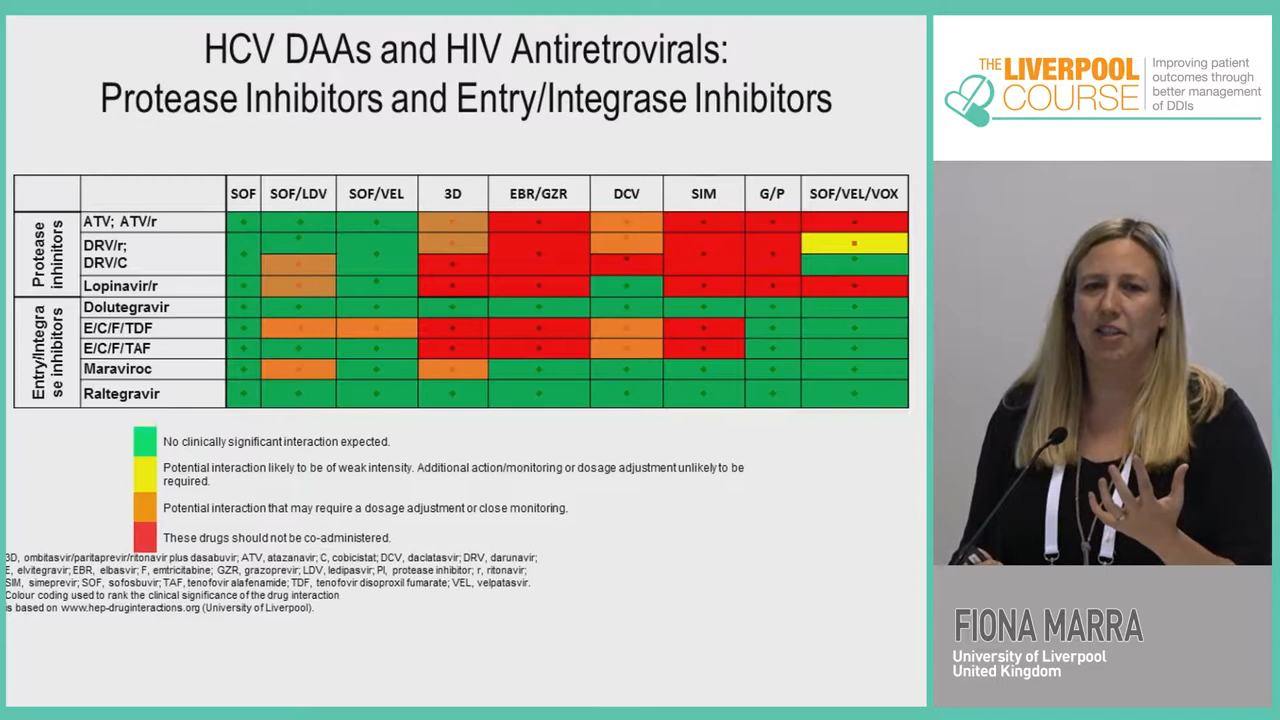 HCV DAAs and HIV Antiretrovirals:
Protease Inhibitors and Entry/Integrase Inhibitors
SOF SOF/LDV SOF/VEL 3D EBR/GZR DCV SIM G/P SOF/VEL/VOX
Protease
inhinitors
ATV; ATV/r
DRV/r;
DRV/C
Lopinavir/r
Entry/Integra
se inhibitors
Dolutegravir
E/C/F/TDF
E/C/F/TAF
Maraviroc
Raltegravir
No clinically significant interaction expected.
Potential interaction likely to be of weak intensity. Additional action/monitoring or dosage adjustment unlikely to be
required.
Potential interaction that may require a dosage adjustment or close monitoring.
These drugs should not be co-administered.
3D, ombitasvir/paritaprevir/ritonavir plus dasabuvir; ATV, atazanavir; C, cobicistat; DCV, daclatasvir; DRV, darunavir;
E, elvitegravir; EBR, elbasvir; F, emtricitabine; GZR, grazoprevir; LDV, ledipasvir; PI, protease inhibitor; r, ritonavir;
SIM, simeprevir; SOF, sofosbuvir; TAF, tenofovir alafenamide; TDF, tenofovir disoproxil fumarate; VEL, velpatasvir.
Colour coding used to rank the clinical significance of the drug interaction
is based on www.hep-druginteractions.org (University of Liverpool).
THE LIVERPOOL
COURSE
Improving patient
outcomes through
better management
of DDIs
FIONA MARRA
University of Liverpool
United Kingdom